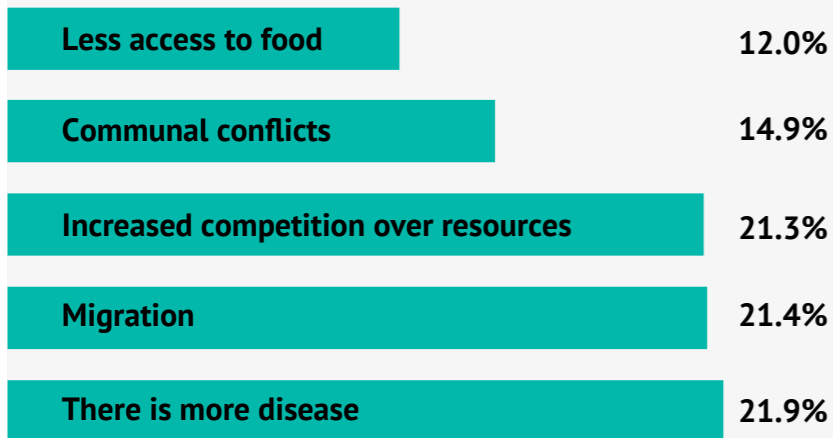 Less access to food 12.0%
Communal conflicts 14.9%
Increased competition over resources 21.3%
Migration 21.4%
There is more disease 21.9%